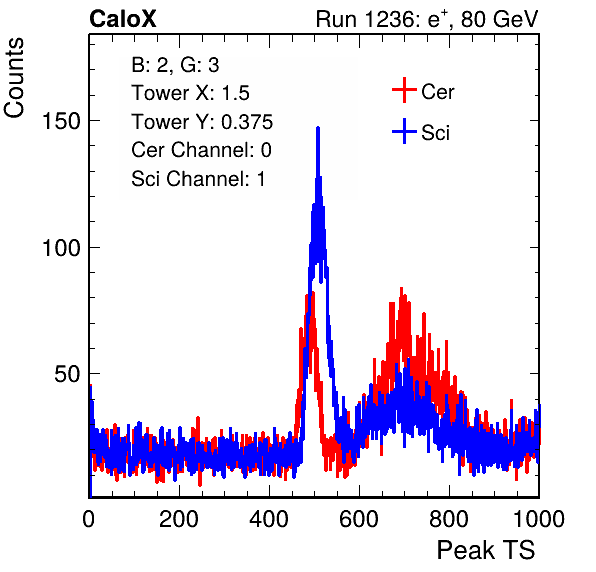 CaloX Run 1236: e+, 80 GeV
Counts
B: 2, G: 3
Tower X: 1.5
Tower Y: 0.375
Cer Channel: 0
Sci Channel: 1
Cer
Sci
150
100
50
0 200 400 600 800 1000
Peak TS